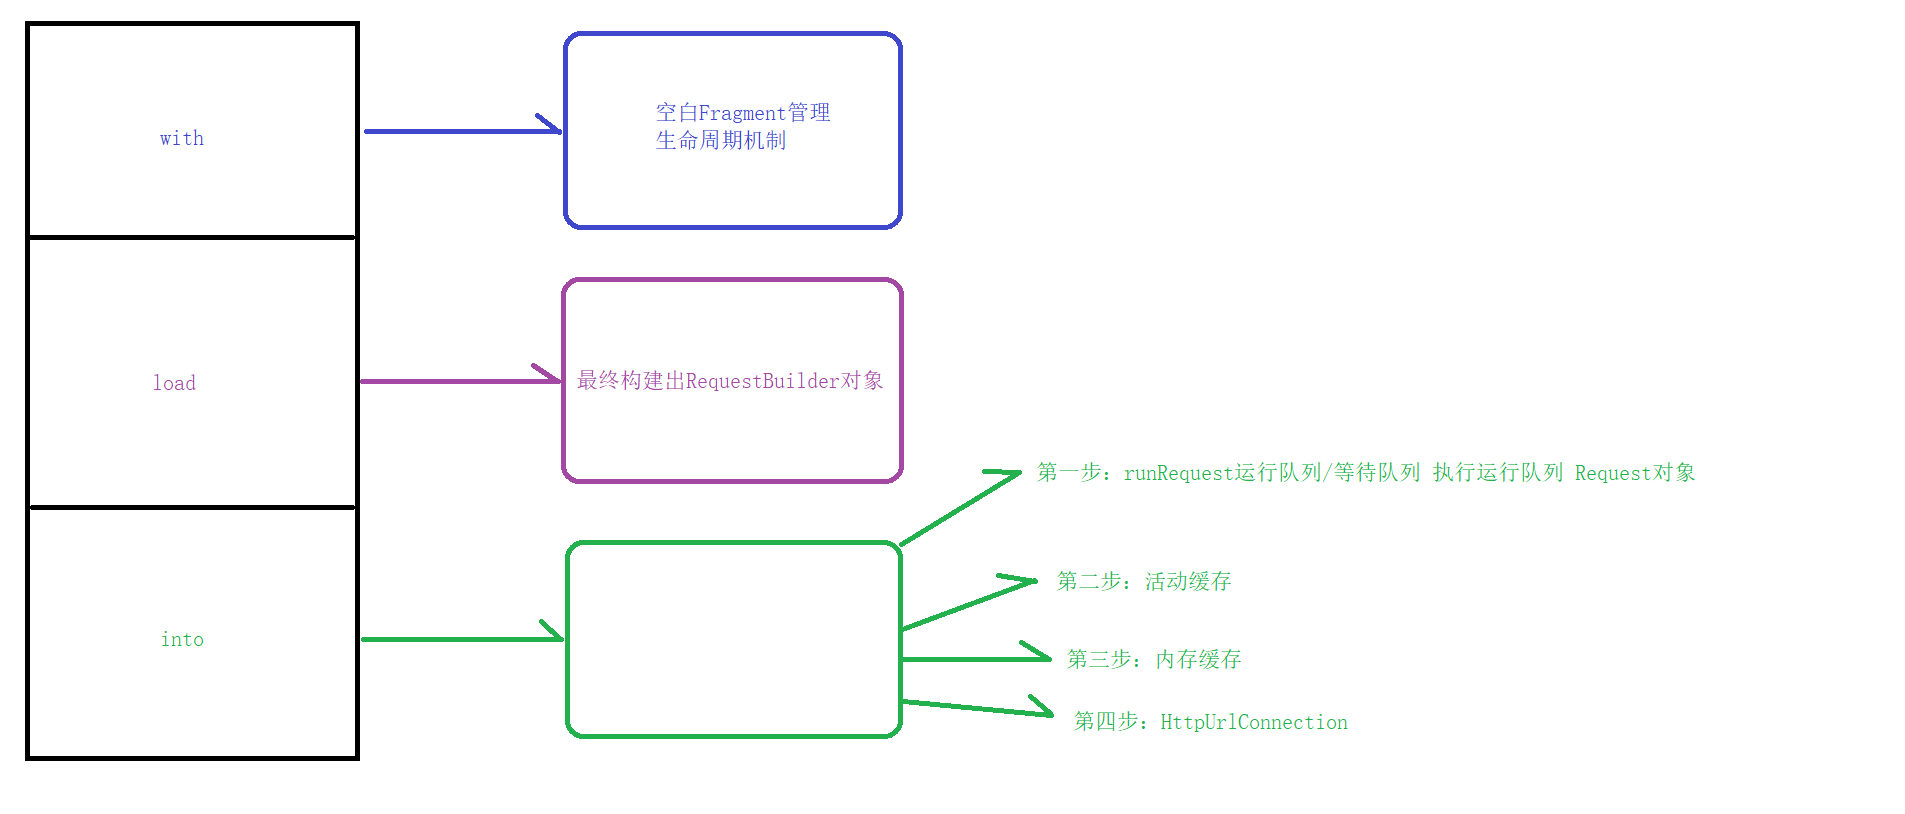 with
空白Fragment管理
生命周期机制
load
最终构建出RequestBuilder对象
into
第一步：runRequest运行队列/等待队列 执行运行队列 Request对象
第二步：活动缓存
第三步：内存缓存
第四步：HttpUrlConnection